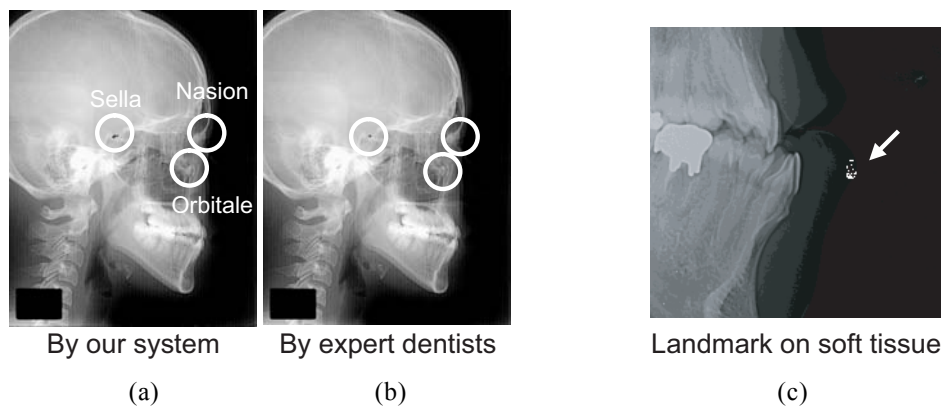 Sella
Nasion
Orbitale
By our system
By expert dentists
Landmark on soft tissue
(a)
(b)
(c)